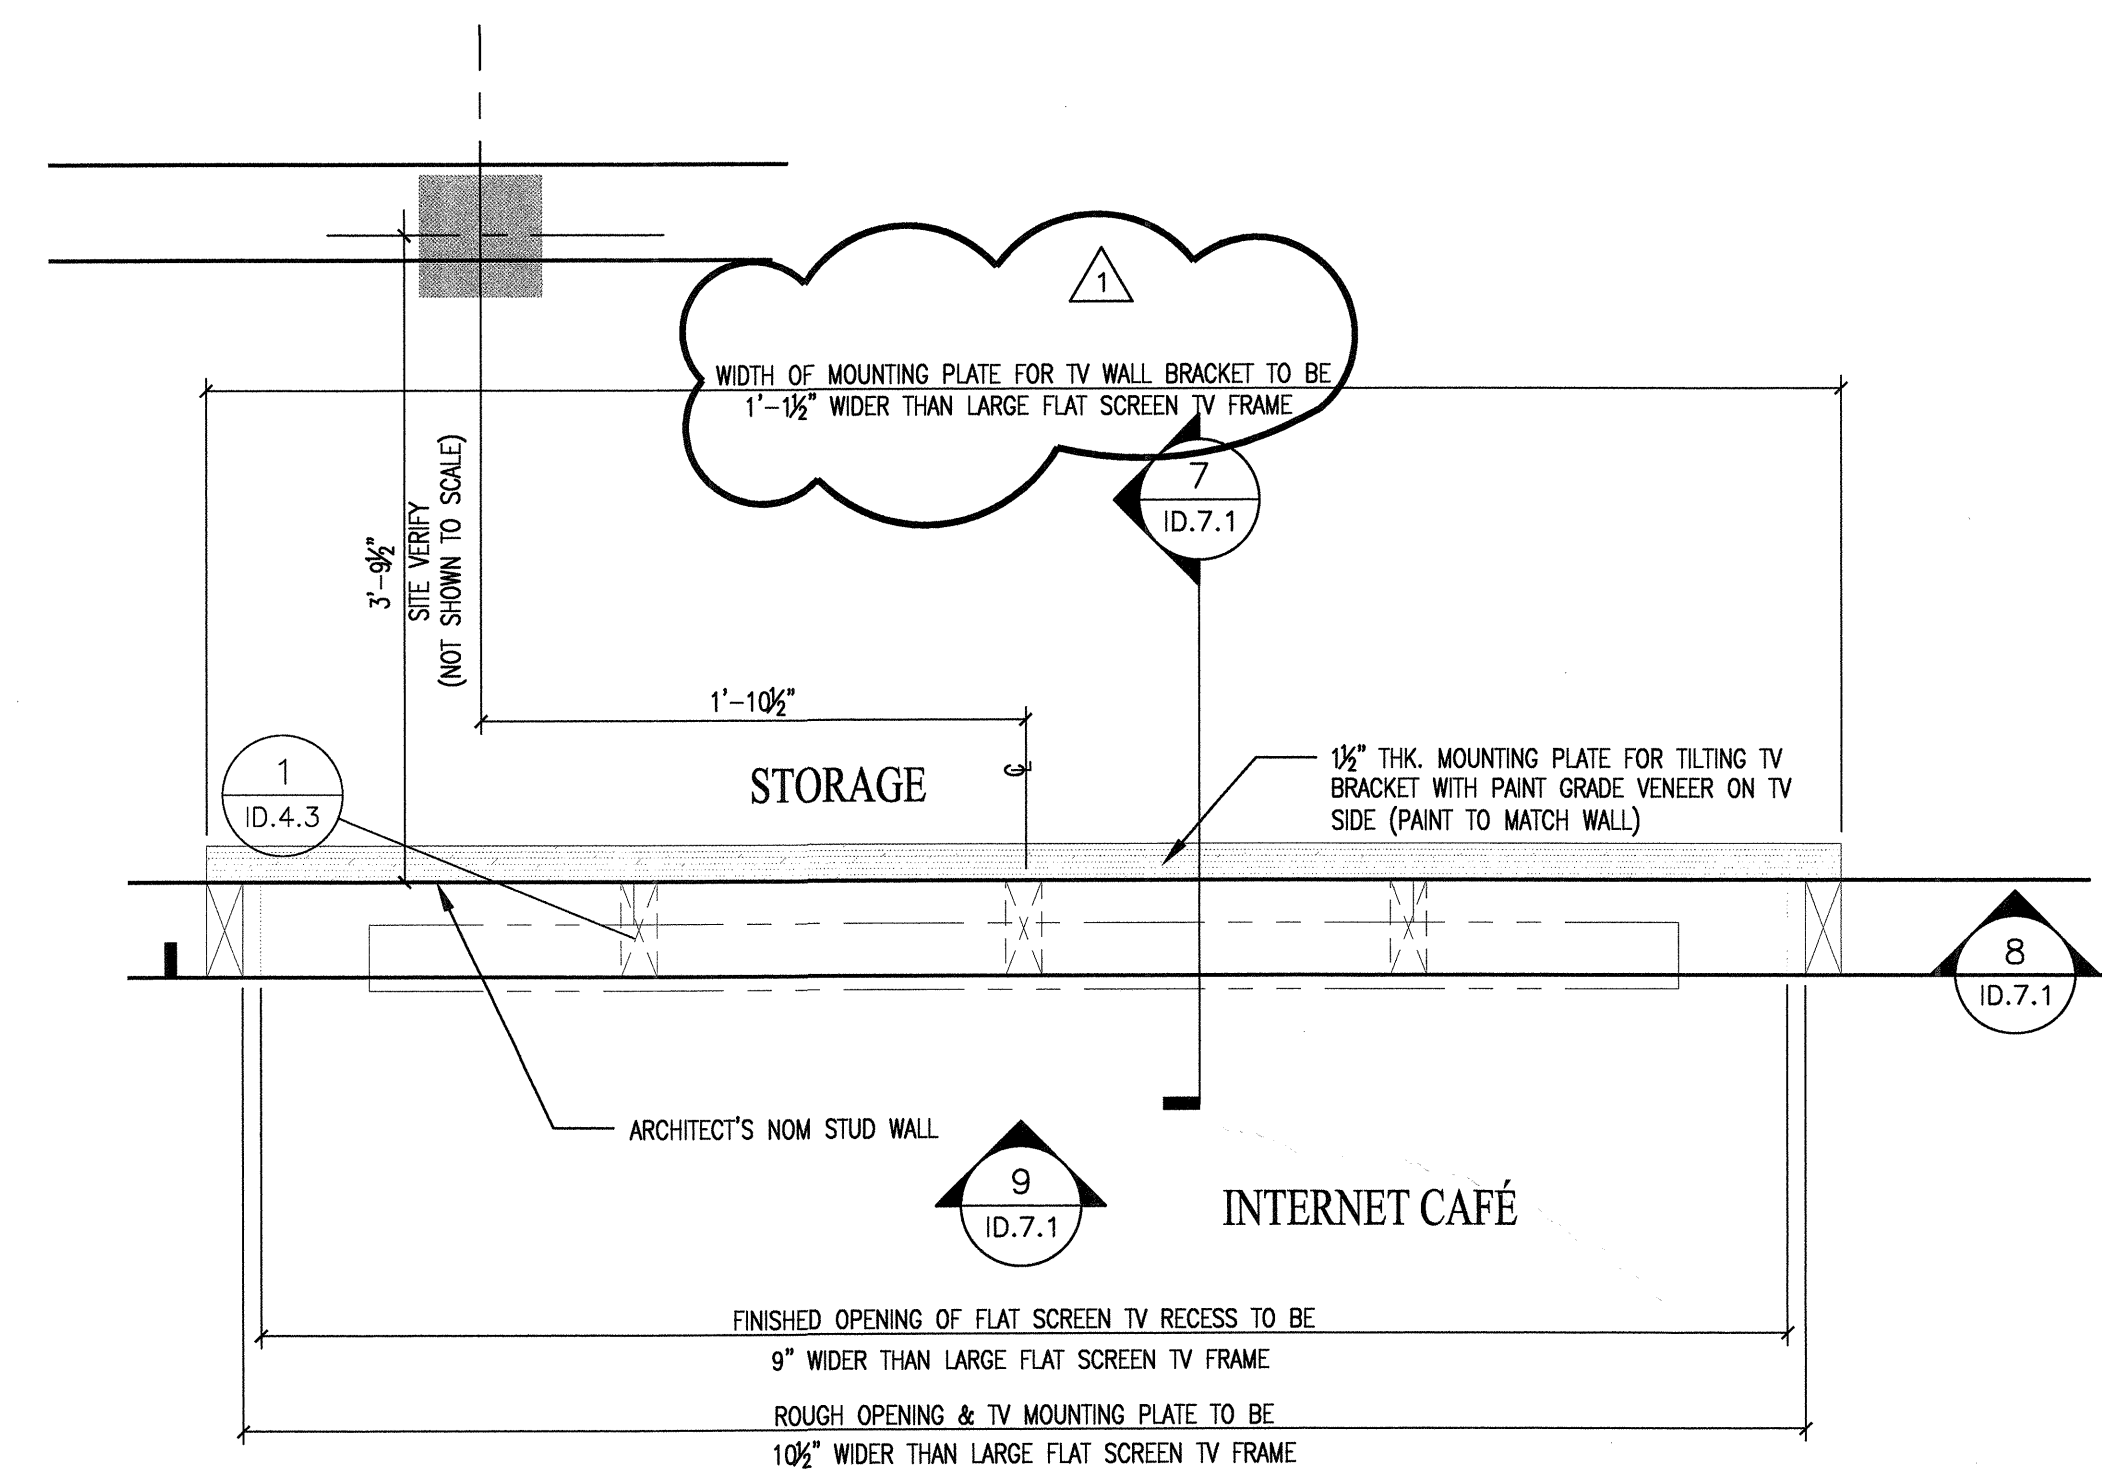 1
WIDTH OF MOUNTING PLATE FOR TV WALL BRACKET TO BE
1'-1½" WIDER THAN LARGE FLAT SCREEN TV FRAME
7
ID.7.1
3'-9½"
SITE VERIFY
(NOT SHOWN TO SCALE)
1'-10½"
STORAGE
CL
1
ID.4.3
1½" THK. MOUNTING PLATE FOR TILTING TV
BRACKET WITH PAINT GRADE VENEER ON TV
SIDE (PAINT TO MATCH WALL)
8
ID.7.1
ARCHITECT'S NOM STUD WALL
9
ID.7.1
INTERNET CAFÉ
FINISHED OPENING OF FLAT SCREEN TV RECESS TO BE
9" WIDER THAN LARGE FLAT SCREEN TV FRAME
ROUGH OPENING & TV MOUNTING PLATE TO BE
10½" WIDER THAN LARGE FLAT SCREEN TV FRAME